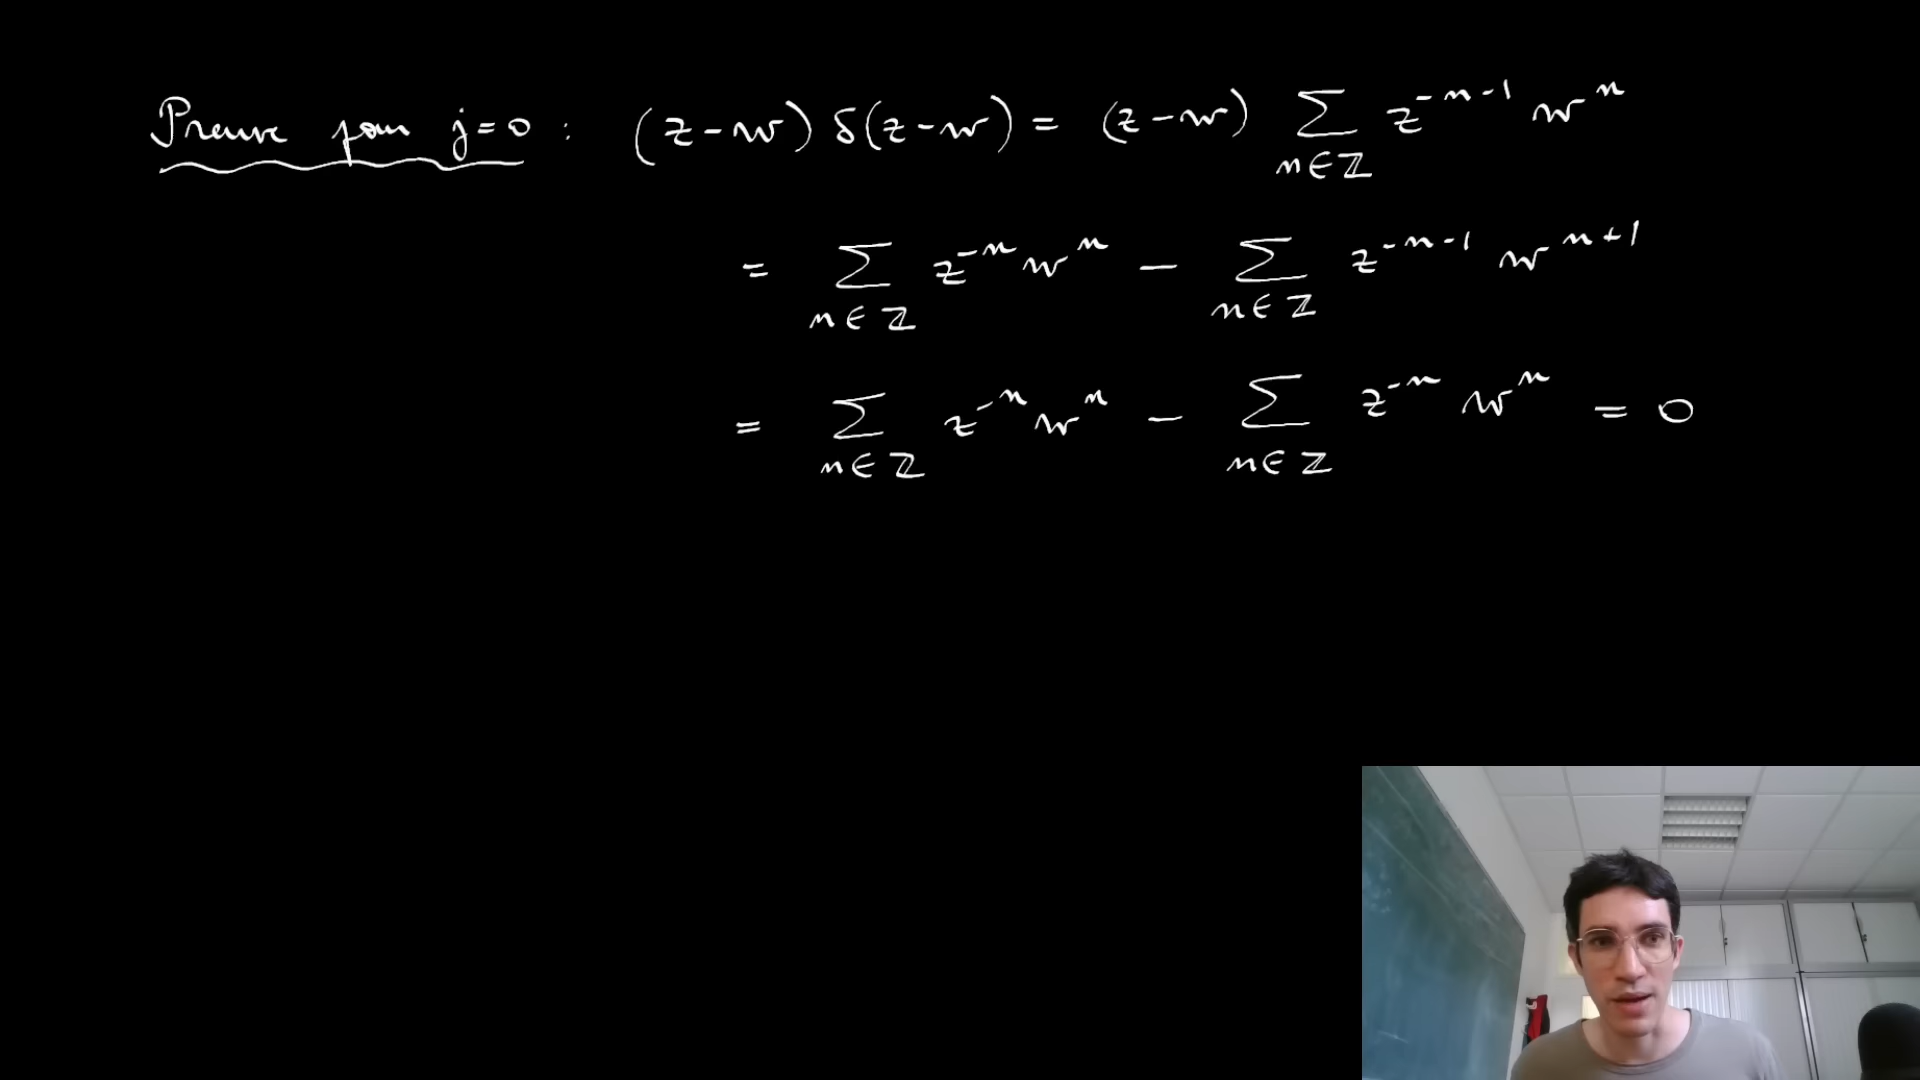 Preuve pour j=0 : (z-w) δ(z-w) = (z-w) ∑_{n∈ℤ} z^{-n-1} w^n
= ∑_{n∈ℤ} z^{-n} w^n - ∑_{n∈ℤ} z^{-n-1} w^{n+1}
= ∑_{n∈ℤ} z^{-n} w^n - ∑_{n∈ℤ} z^{-n} w^n = 0